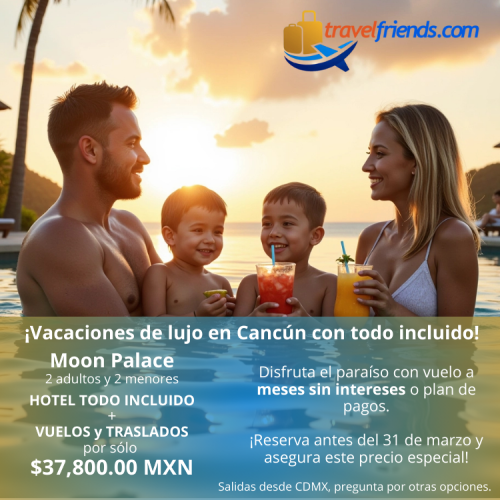 travelfriends.com
¡Vacaciones de lujo en Cancún con todo incluido!
Moon Palace
2 adultos y 2 menores
HOTEL TODO INCLUIDO
+
VUELOS y TRASLADOS
por sólo
$37,800.00 MXN
Disfruta el paraíso con vuelo a
meses sin intereses o plan de
pagos.
¡Reserva antes del 31 de marzo y
asegura este precio especial!
Salidas desde CDMX, pregunta por otras opciones.